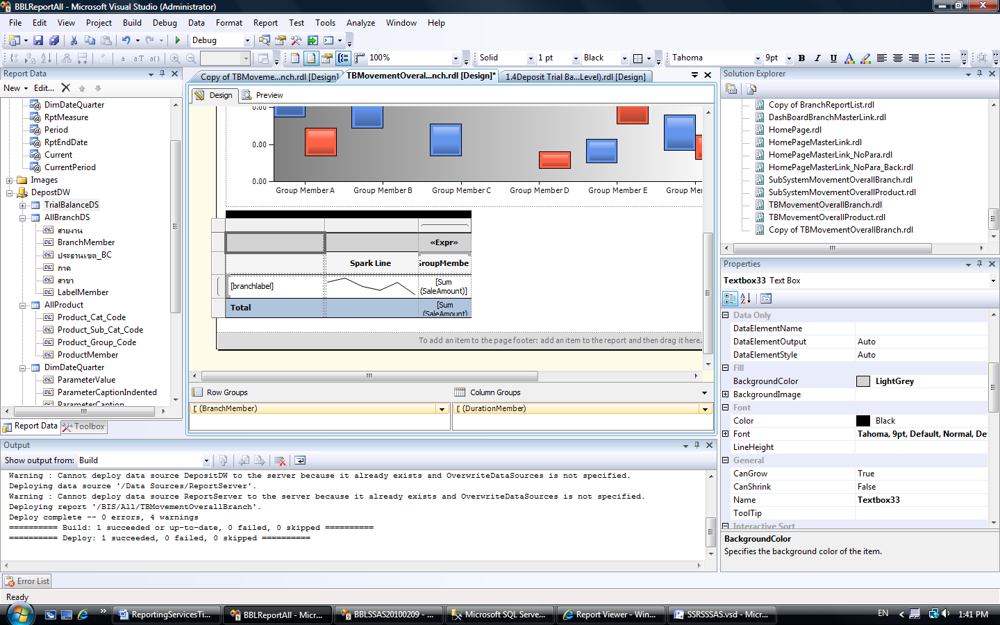 BBLReportAll - Microsoft Visual Studio (Administrator)
File Edit View Project Build Debug Data Format Report Test Tools Analyze Window Help
Debug
100% Solid 1 pt Black Tahoma 9pt B I U
Report Data
New Edit...
DimDateQuarter
RptMeasure
Period
RptEndDate
Current
CurrentPeriod
Images
DepostDW
TrialBalanceDS
AllBranchDS
สายงาน
BranchMember
ประธานเขต_BC
ภาค
สาขา
LabelMember
AllProduct
Product_Cat_Code
Product_Sub_Cat_Code
Product_Group_Code
ProductMember
DimDateQuarter
ParameterValue
ParameterCaptionIndented
ParameterCaption
Report Data Toolbox
Copy of TBMoveme...nch.rdl [Design] TBMovementOveral...nch.rdl [Design]* 1.4Deposit Trial Ba...Level).rdl [Design]
Design Preview
0.00
0.00
0.00
Group Member A Group Member B Group Member C Group Member D Group Member E Group Mer
«Expr»
Spark Line GroupMembe
[branchlabel] [Sum
(SaleAmount)]
Total [Sum
(SaleAmount)
To add an item to the page footer: add an item to the report and then drag it here.
Row Groups Column Groups
(BranchMember) (DurationMember)
Solution Explorer
Copy of BranchReportList.rdl
DashBoardBranchMasterLink.rdl
HomePage.rdl
HomePageMasterLink.rdl
HomePageMasterLink_NoPara.rdl
HomePageMasterLink_NoPara_Back.rdl
SubSystemMovementOverallBranch.rdl
SubSystemMovementOverallProduct.rdl
TBMovementOverallBranch.rdl
TBMovementOverallProduct.rdl
Copy of TBMovementOverallBranch.rdl
Properties
Textbox33 Text Box
Data Only
DataElementName
DataElementOutput Auto
DataElementStyle Auto
Fill
BackgroundColor LightGrey
BackgroundImage
Font
Color Black
Font Tahoma, 9pt, Default, Normal, De
LineHeight
General
CanGrow True
CanShrink False
Name Textbox33
ToolTip
Interactive Sort
BackgroundColor
Specifies the background color of the item.
Output
Show output from: Build
Warning : Cannot deploy data source DepositDW to the server because it already exists and OverwriteDataSources is not specified.
Deploying data source '/Data Sources/ReportServer'.
Warning : Cannot deploy data source ReportServer to the server because it already exists and OverwriteDataSources is not specified.
Deploying report '/BIS/All/TBMovementOverallBranch'.
Deploy complete -- 0 errors, 4 warnings
========== Build: 1 succeeded or up-to-date, 0 failed, 0 skipped ==========
========== Deploy: 1 succeeded, 0 failed, 0 skipped ==========
Error List
Ready
ReportingServicesTi... BBLReportAll - Micr... BBLSSAS20100209 - ... Microsoft SQL Serve... Report Viewer - Win... SSRSSSAS.vsd - Micr... EN 1:41 PM